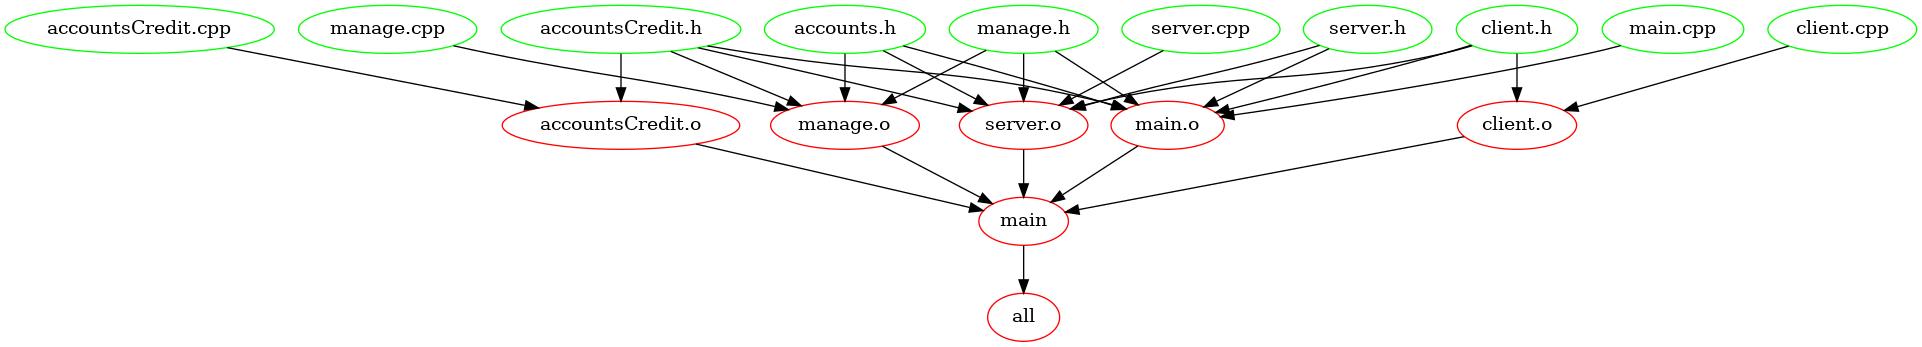 accountsCredit.cpp
manage.cpp
accountsCredit.h
accounts.h
manage.h
server.cpp
server.h
client.h
main.cpp
client.cpp
accountsCredit.o
manage.o
server.o
main.o
client.o
main
all